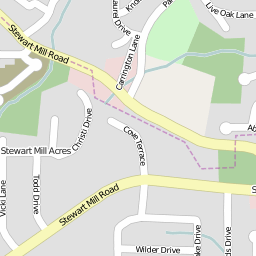 Live Oak Lane
Stewart Mill Road
Carrington Lane
Christi Drive
Cove Terrace
Stewart Mill Acres
Vicki Lane
Todd Drive
Stewart Mill Road
Wilder Drive